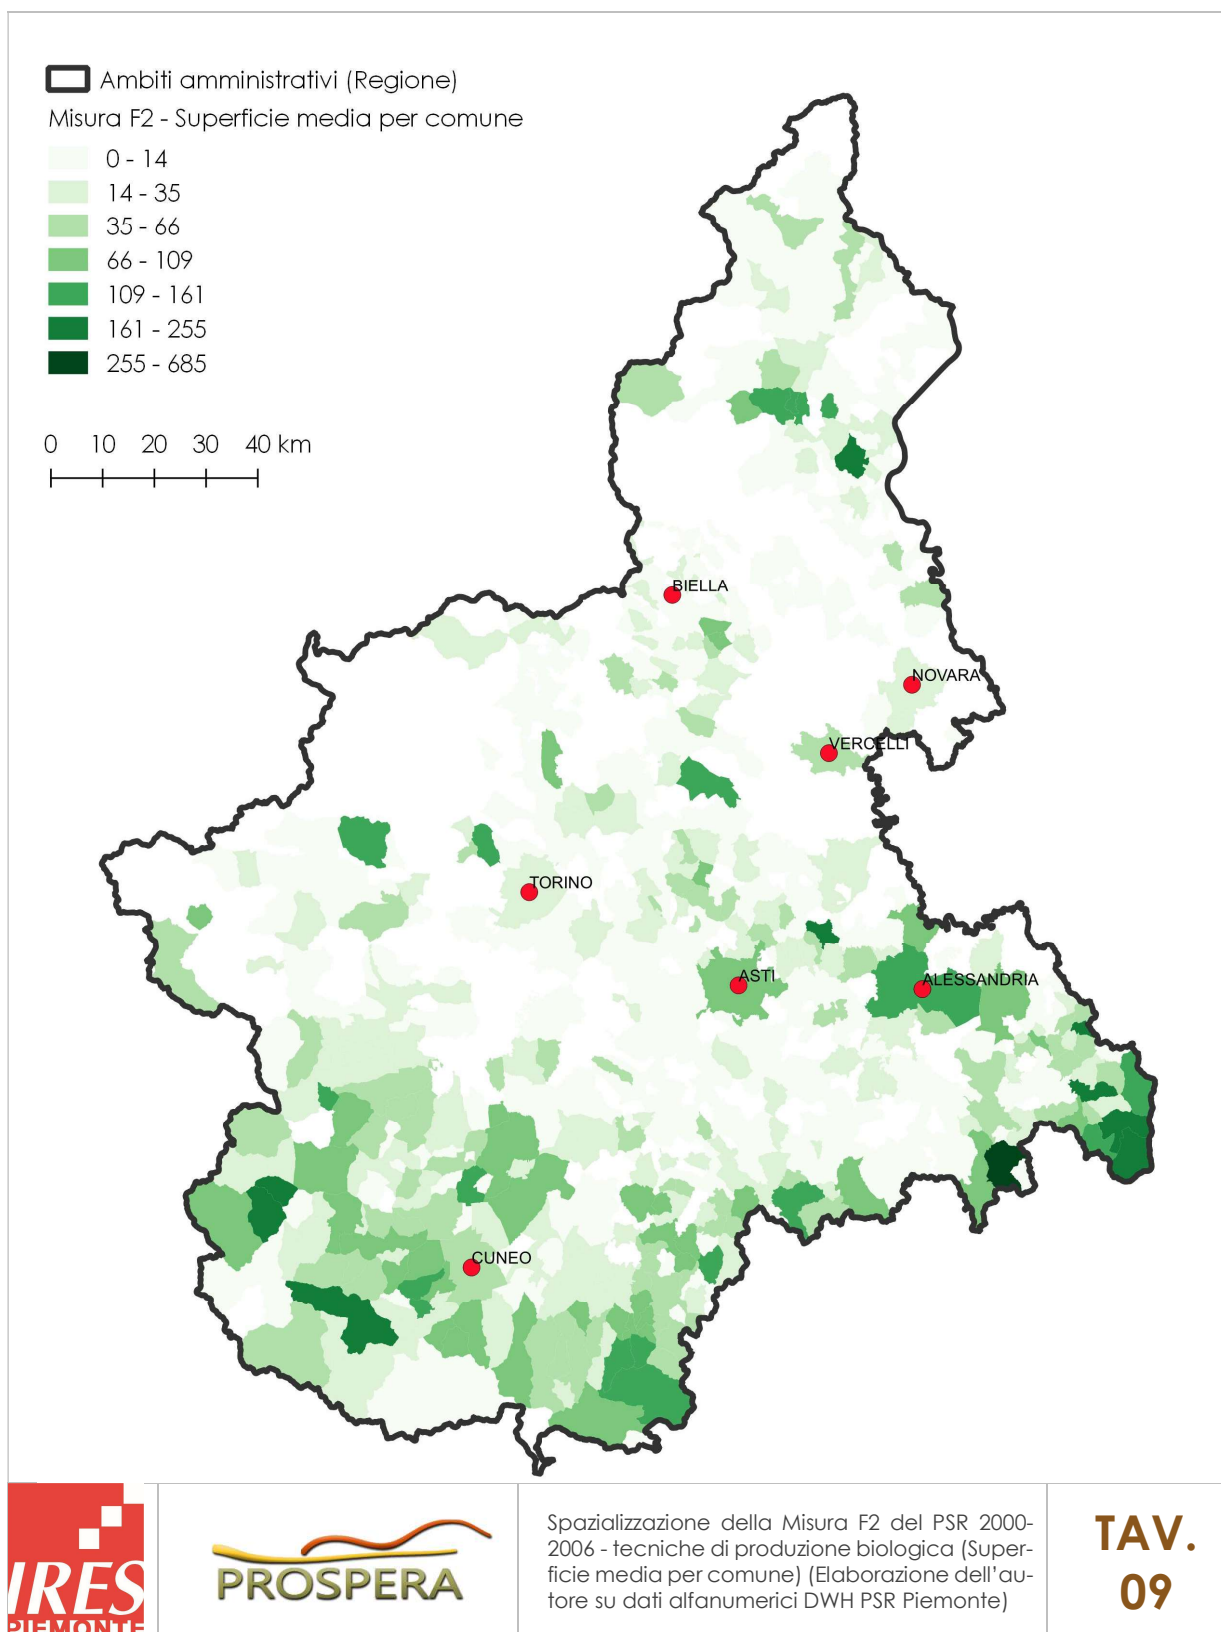 Ambiti amministrativi (Regione)
Misura F2 - Superficie media per comune
0 - 14
14 - 35
35 - 66
66 - 109
109 - 161
161 - 255
255 - 685
0 10 20 30 40 km
BIELLA
NOVARA
VERCELLI
TORINO
ASTI
ALESSANDRIA
CUNEO
IRES
PIEMONTE
PROSPERA
Spazializzazione della Misura F2 del PSR 2000-
2006 - tecniche di produzione biologica (Super-
ficie media per comune) (Elaborazione dell'au-
tore su dati alfanumerici DWH PSR Piemonte)
TAV.
09